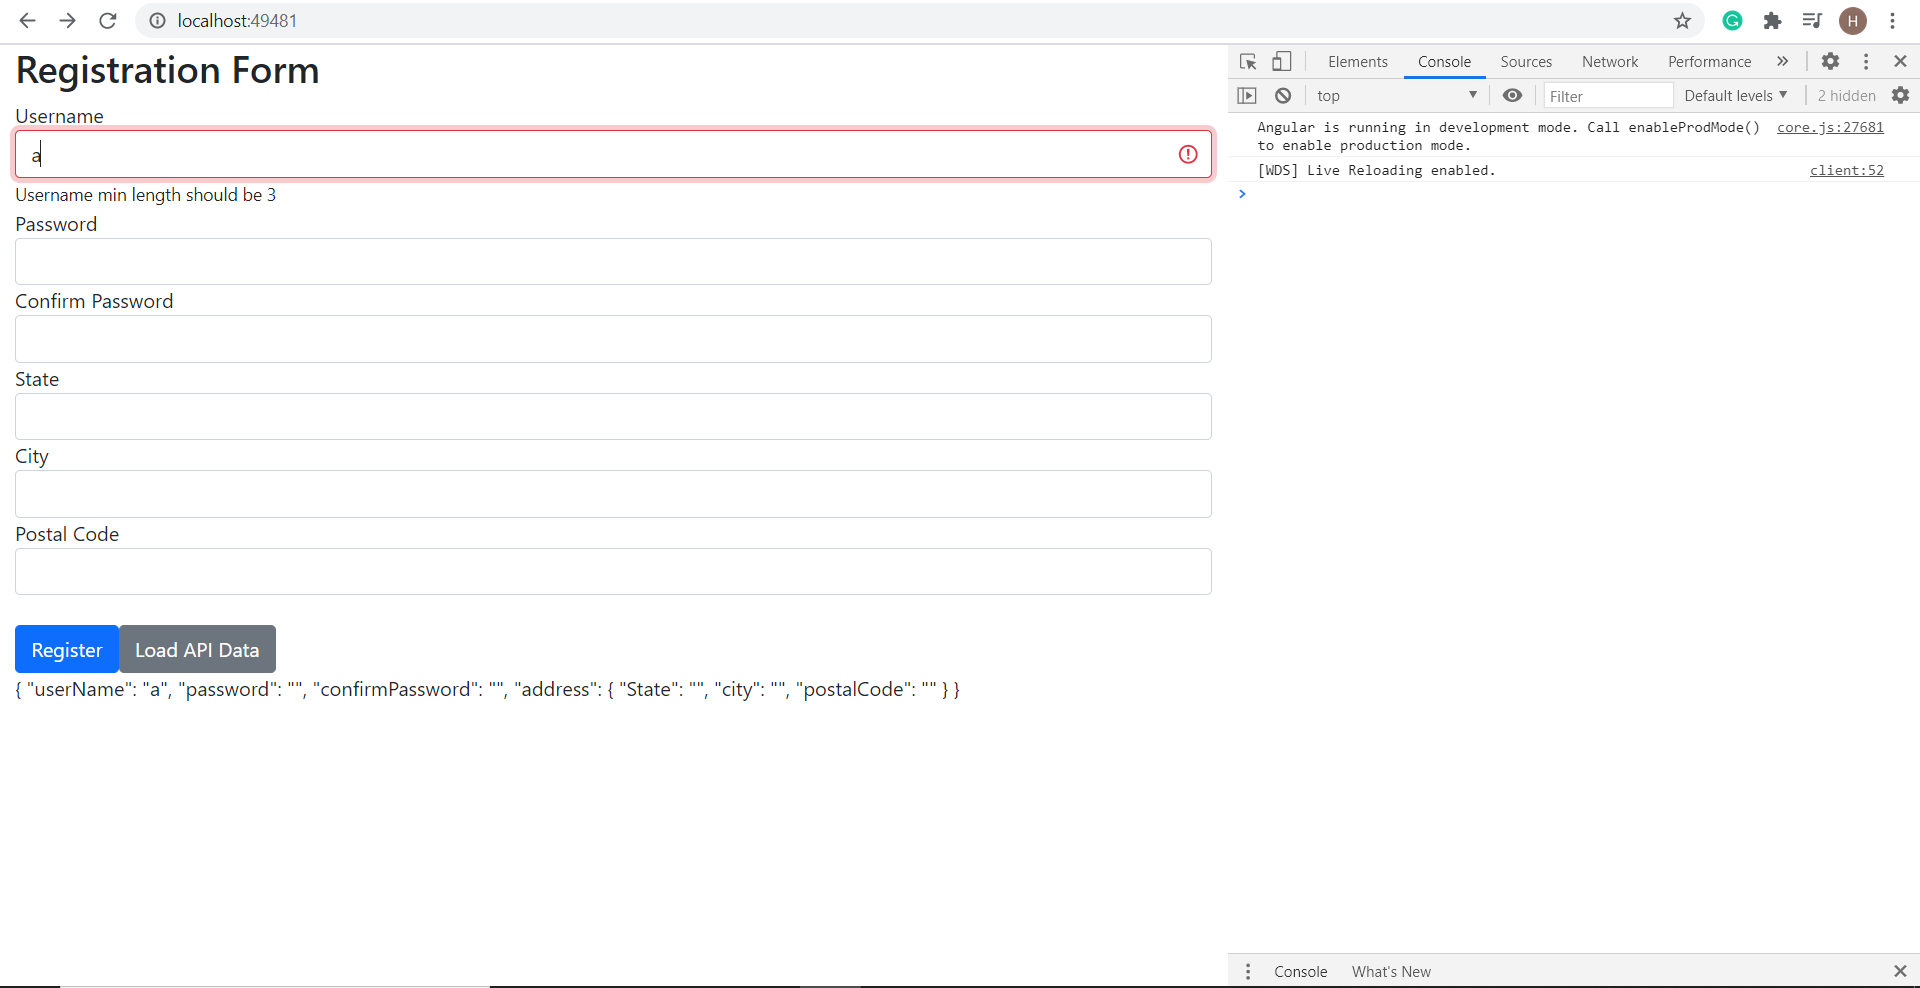 localhost:49481
H
Registration Form
Username
a
Username min length should be 3
Password
Confirm Password
State
City
Postal Code
Register
Load API Data
{ "userName": "a", "password": "", "confirmPassword": "", "address": { "State": "", "city": "", "postalCode": "" } }
Elements Console Sources Network Performance
top Filter Default levels 2 hidden
Angular is running in development mode. Call enableProdMode() core.js:27681
to enable production mode.
[WDS] Live Reloading enabled. client:52
Console What's New